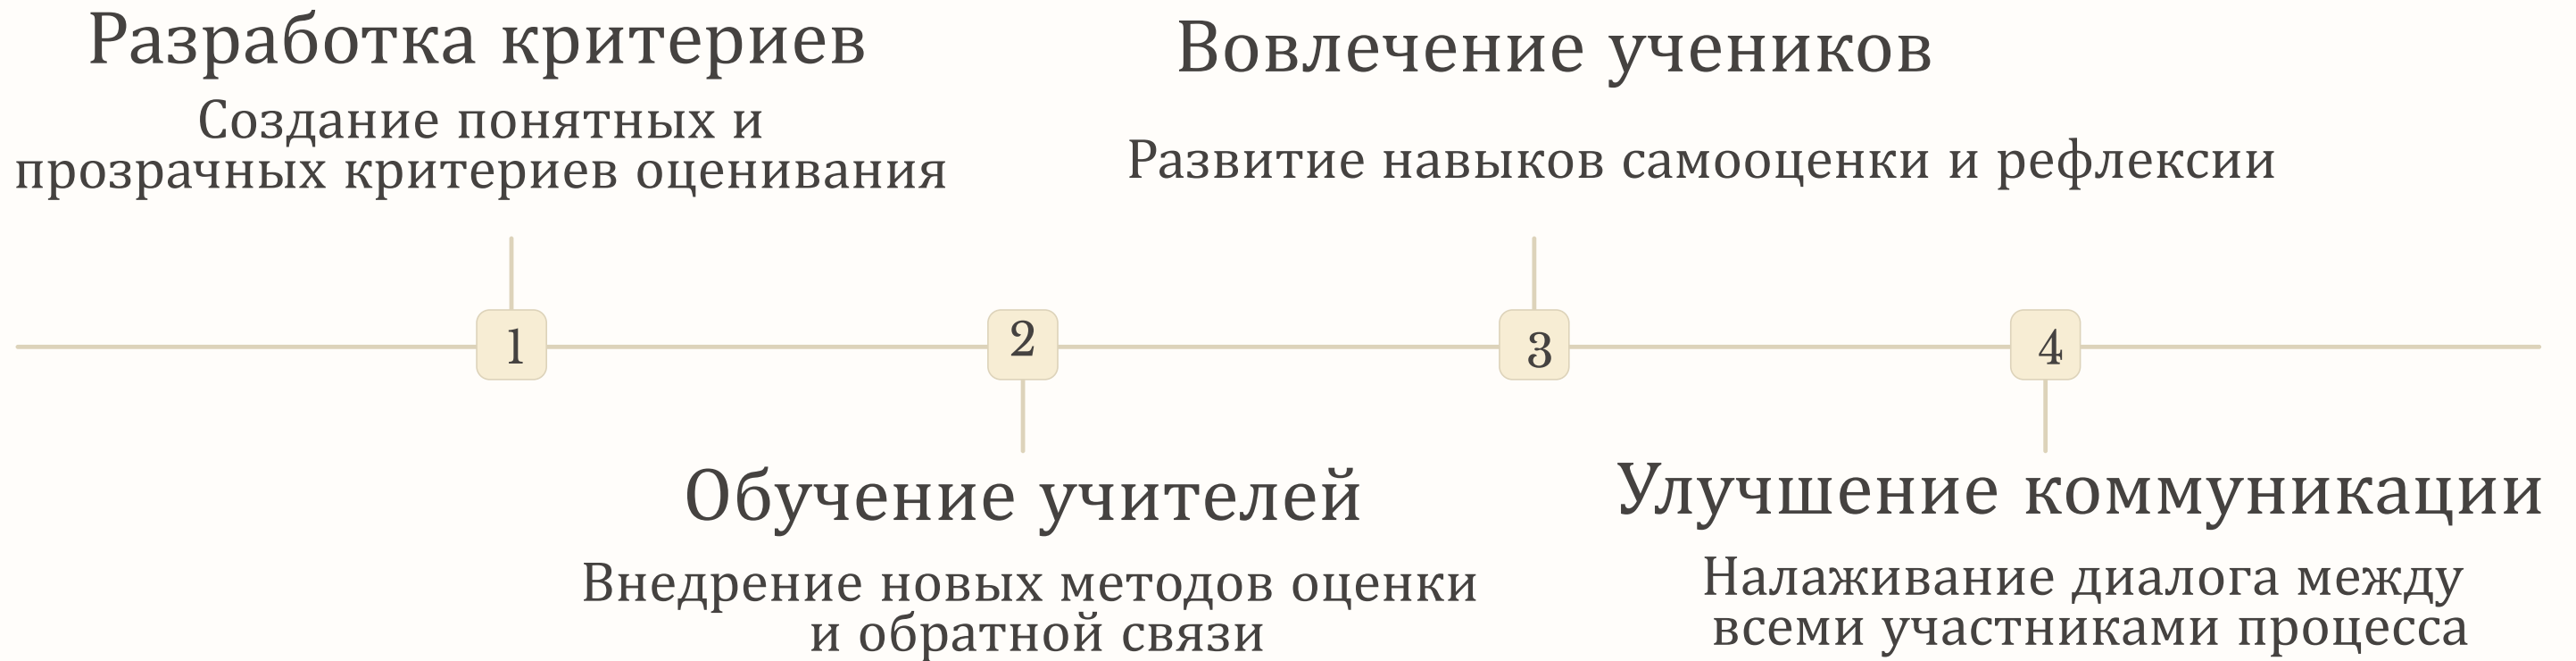 Разработка критериев
Создание понятных и
прозрачных критериев оценивания
Вовлечение учеников
Развитие навыков самооценки и рефлексии
1
2
3
4
Обучение учителей
Внедрение новых методов оценки
и обратной связи
Улучшение коммуникации
Налаживание диалога между
всеми участниками процесса